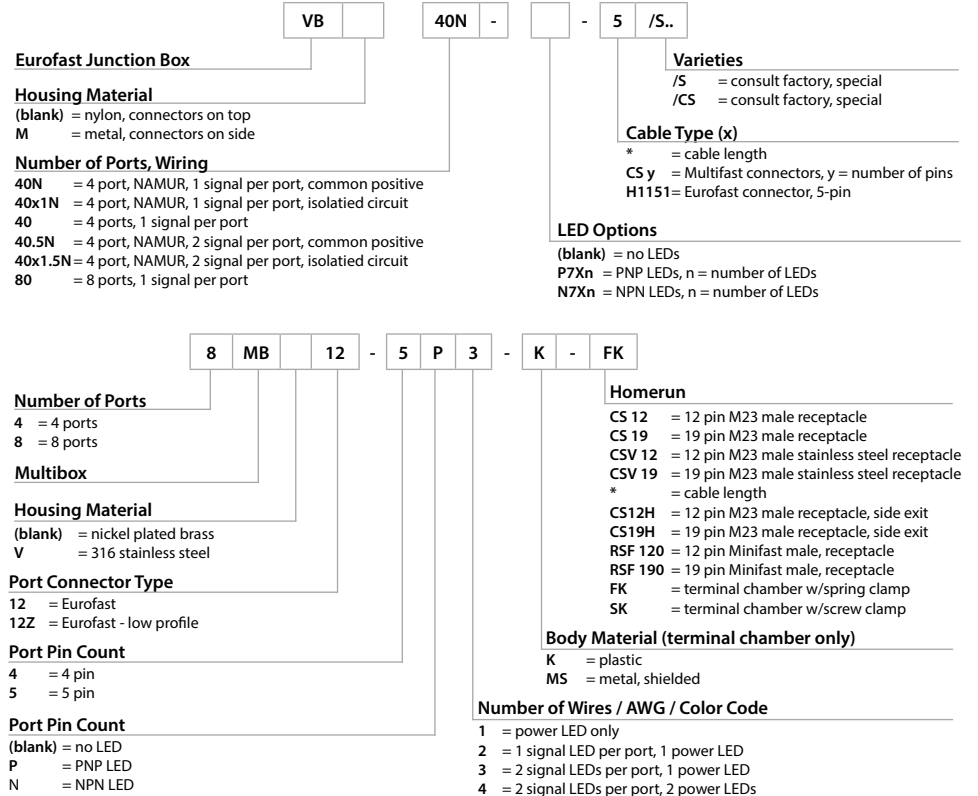 VB 40N - - 5 /S..
Eurofast Junction Box
Housing Material
(blank) = nylon, connectors on top
M = metal, connectors on side
Number of Ports, Wiring
40N = 4 port, NAMUR, 1 signal per port, common positive
40x1N = 4 port, NAMUR, 1 signal per port, isolatied circuit
40 = 4 ports, 1 signal per port
40.5N = 4 port, NAMUR, 2 signal per port, common positive
40x1.5N = 4 port, NAMUR, 2 signal per port, isolatied circuit
80 = 8 ports, 1 signal per port
Varieties
/S = consult factory, special
/CS = consult factory, special
Cable Type (x)
* = cable length
CS y = Multifast connectors, y = number of pins
H1151= Eurofast connector, 5-pin
LED Options
(blank) = no LEDs
P7Xn = PNP LEDs, n = number of LEDs
N7Xn = NPN LEDs, n = number of LEDs
8 MB 12 - 5 P 3 - K - FK
Number of Ports
4 = 4 ports
8 = 8 ports
Multibox
Housing Material
(blank) = nickel plated brass
V = 316 stainless steel
Port Connector Type
12 = Eurofast
12Z = Eurofast - low profile
Port Pin Count
4 = 4 pin
5 = 5 pin
Port Pin Count
(blank) = no LED
P = PNP LED
N = NPN LED
Homerun
CS 12 = 12 pin M23 male receptacle
CS 19 = 19 pin M23 male receptacle
CSV 12 = 12 pin M23 male stainless steel receptacle
CSV 19 = 19 pin M23 male stainless steel receptacle
* = cable length
CS12H = 12 pin M23 male receptacle, side exit
CS19H = 19 pin M23 male receptacle, side exit
RSF 120 = 12 pin Minifast male, receptacle
RSF 190 = 19 pin Minifast male, receptacle
FK = terminal chamber w/spring clamp
SK = terminal chamber w/screw clamp
Body Material (terminal chamber only)
K = plastic
MS = metal, shielded
Number of Wires / AWG / Color Code
1 = power LED only
2 = 1 signal LED per port, 1 power LED
3 = 2 signal LEDs per port, 1 power LED
4 = 2 signal LEDs per port, 2 power LEDs